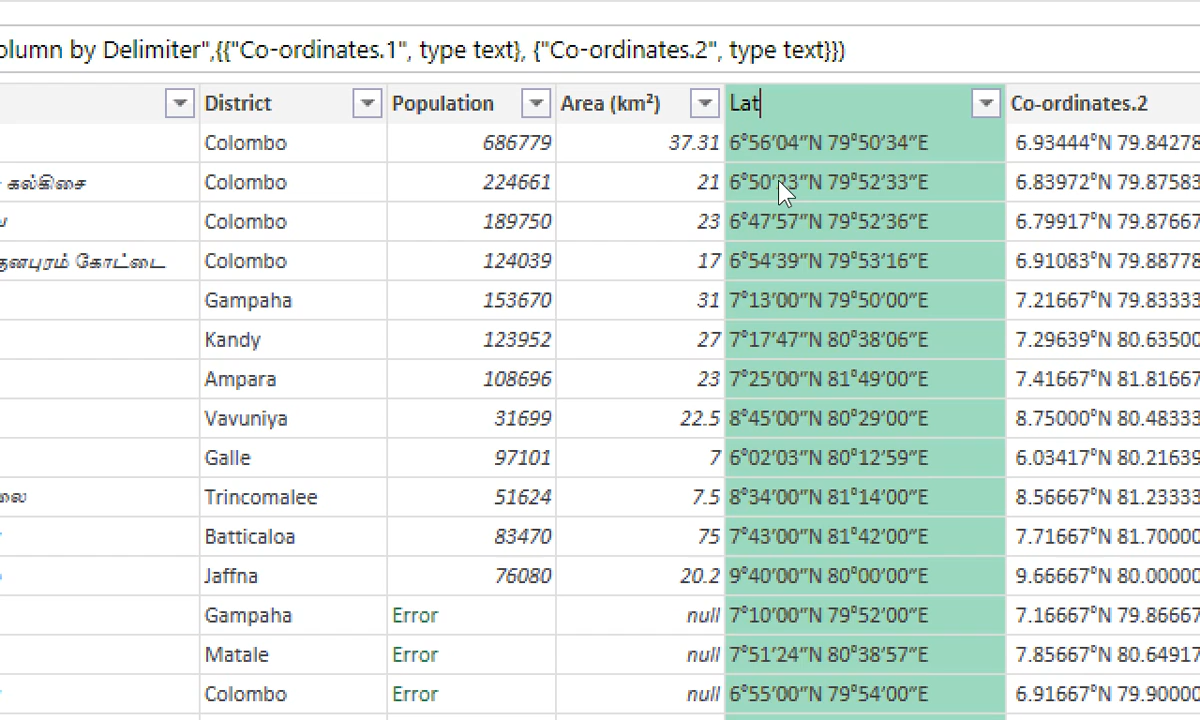 olumn by Delimiter",{{"Co-ordinates.1", type text}, {"Co-ordinates.2", type text}})
District Population Area (km²) Lat Co-ordinates.2
Colombo 686779 37.31 6°56′04″N 79°50′34″E 6.93444°N 79.84278
கல்கிசை Colombo 224661 21 6°50′23″N 79°52′33″E 6.83972°N 79.87583
Colombo 189750 23 6°47′57″N 79°52′36″E 6.79917°N 79.87667
தனபுரம் கோட்டை Colombo 124039 17 6°54′39″N 79°53′16″E 6.91083°N 79.88778
Gampaha 153670 31 7°13′00″N 79°50′00″E 7.21667°N 79.83333
Kandy 123952 27 7°17′47″N 80°38′06″E 7.29639°N 80.63500
Ampara 108696 23 7°25′00″N 81°49′00″E 7.41667°N 81.81667
Vavuniya 31699 22.5 8°45′00″N 80°29′00″E 8.75000°N 80.48333
Galle 97101 7 6°02′03″N 80°12′59″E 6.03417°N 80.21639
லை Trincomalee 51624 7.5 8°34′00″N 81°14′00″E 8.56667°N 81.23333
Batticaloa 83470 75 7°43′00″N 81°42′00″E 7.71667°N 81.70000
Jaffna 76080 20.2 9°40′00″N 80°00′00″E 9.66667°N 80.00000
Gampaha Error null 7°10′00″N 79°52′00″E 7.16667°N 79.86667
Matale Error null 7°51′24″N 80°38′57″E 7.85667°N 80.64917
Colombo Error null 6°55′00″N 79°54′00″E 6.91667°N 79.90000